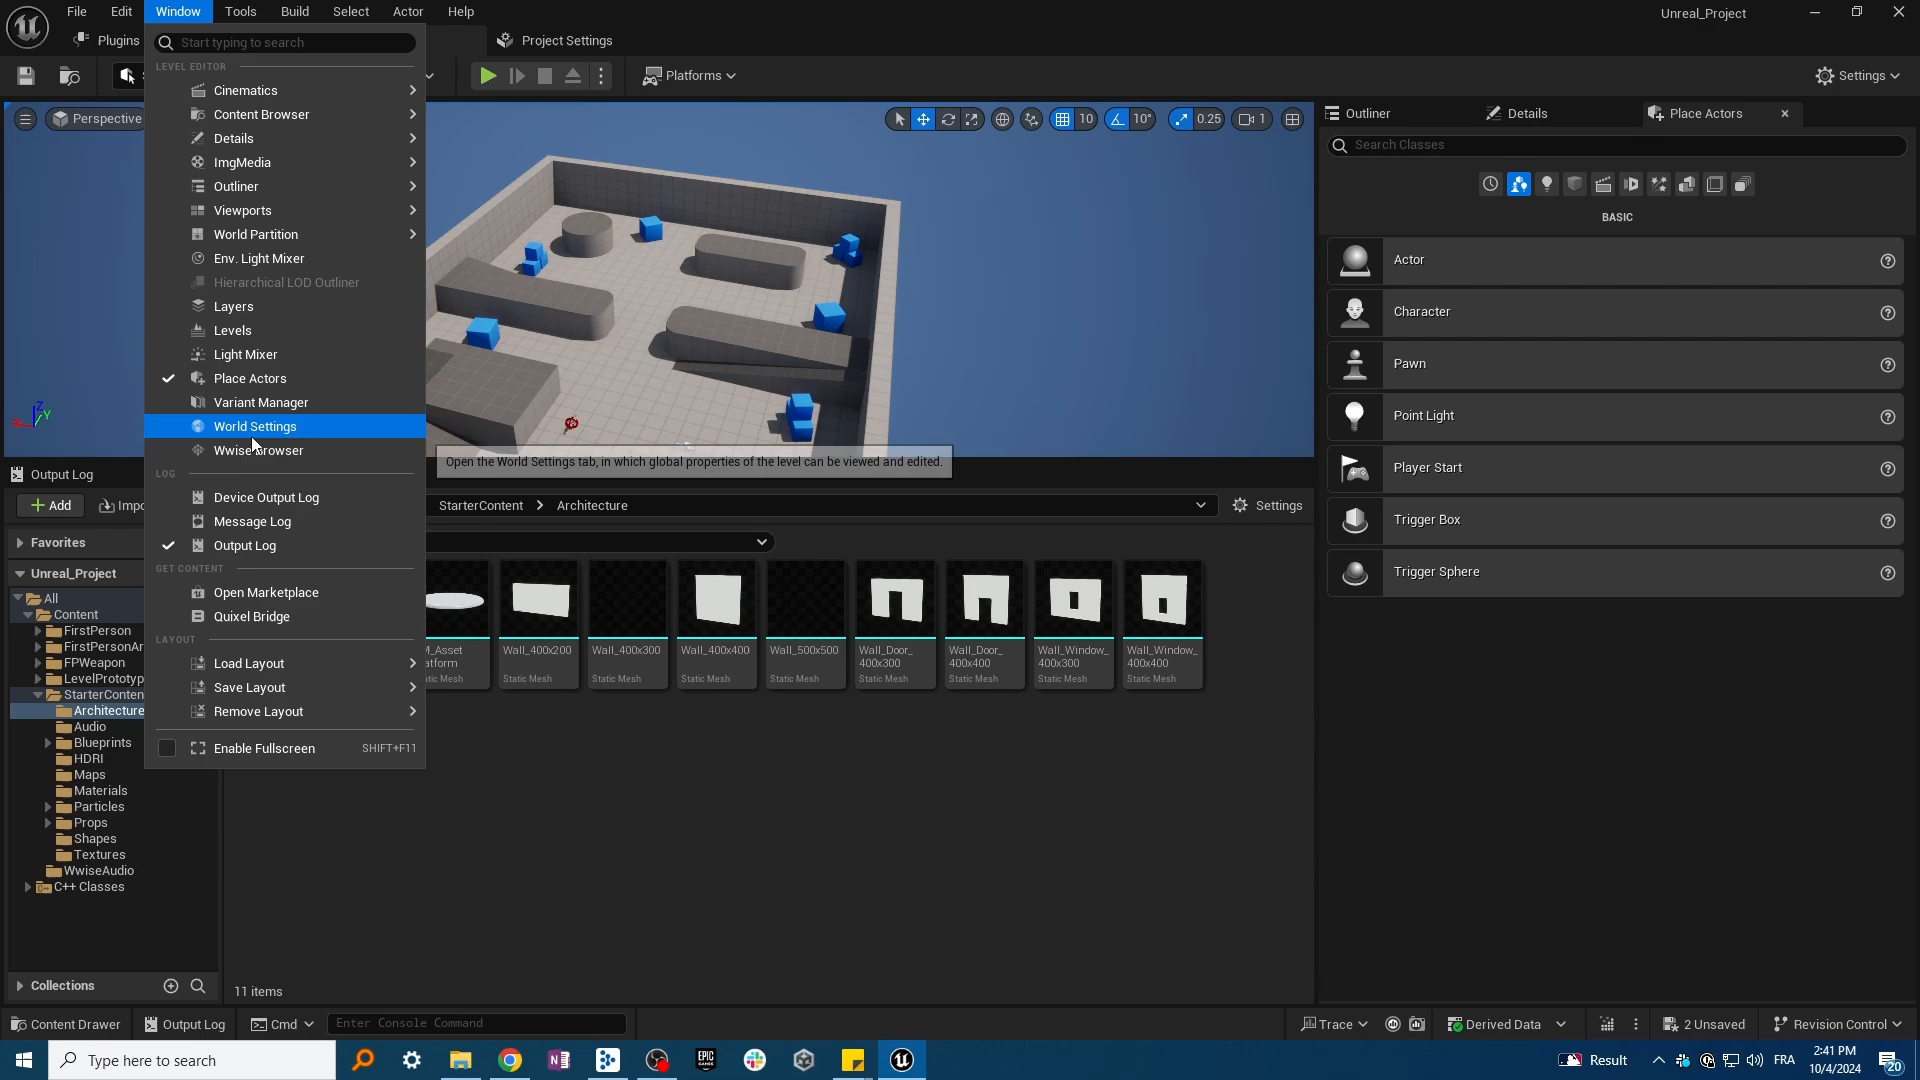 File Edit Window Tools Build Select Actor Help
Unreal_Project
Plugins
Project Settings
Start typing to search
LEVEL EDITOR
Cinematics
Content Browser
Details
ImgMedia
Outliner
Viewports
World Partition
Env. Light Mixer
Hierarchical LOD Outliner
Layers
Levels
Light Mixer
Place Actors
Variant Manager
World Settings
Wwise Browser
LOG
Device Output Log
Message Log
Output Log
GET CONTENT
Open Marketplace
Quixel Bridge
LAYOUT
Load Layout
Save Layout
Remove Layout
Enable Fullscreen SHIFT+F11
Platforms
Settings
Perspective
10 10° 0.25 1
Z
Y
Open the World Settings tab, in which global properties of the level can be viewed and edited.
Outliner Details Place Actors
Search Classes
BASIC
Actor
Character
Pawn
Point Light
Player Start
Trigger Box
Trigger Sphere
Output Log
Add Impo
StarterContent > Architecture
Settings
Favorites
Unreal_Project
All
Content
FirstPerson
FirstPersonAr
FPWeapon
LevelPrototyp
StarterConten
Architecture
Audio
Blueprints
HDRI
Maps
Materials
Particles
Props
Shapes
Textures
WwiseAudio
C++ Classes
Collections
M_Asset
atform
tic Mesh
Wall_400x200
Static Mesh
Wall_400x300
Static Mesh
Wall_400x400
Static Mesh
Wall_500x500
Static Mesh
Wall_Door_
400x300
Static Mesh
Wall_Door_
400x400
Static Mesh
Wall_Window_
400x300
Static Mesh
Wall_Window_
400x400
Static Mesh
11 items
Content Drawer Output Log Cmd Enter Console Command
Trace Derived Data 2 Unsaved Revision Control
Type here to search
EPIC
GAMES
Result
FRA
2:41 PM
10/4/2024
20